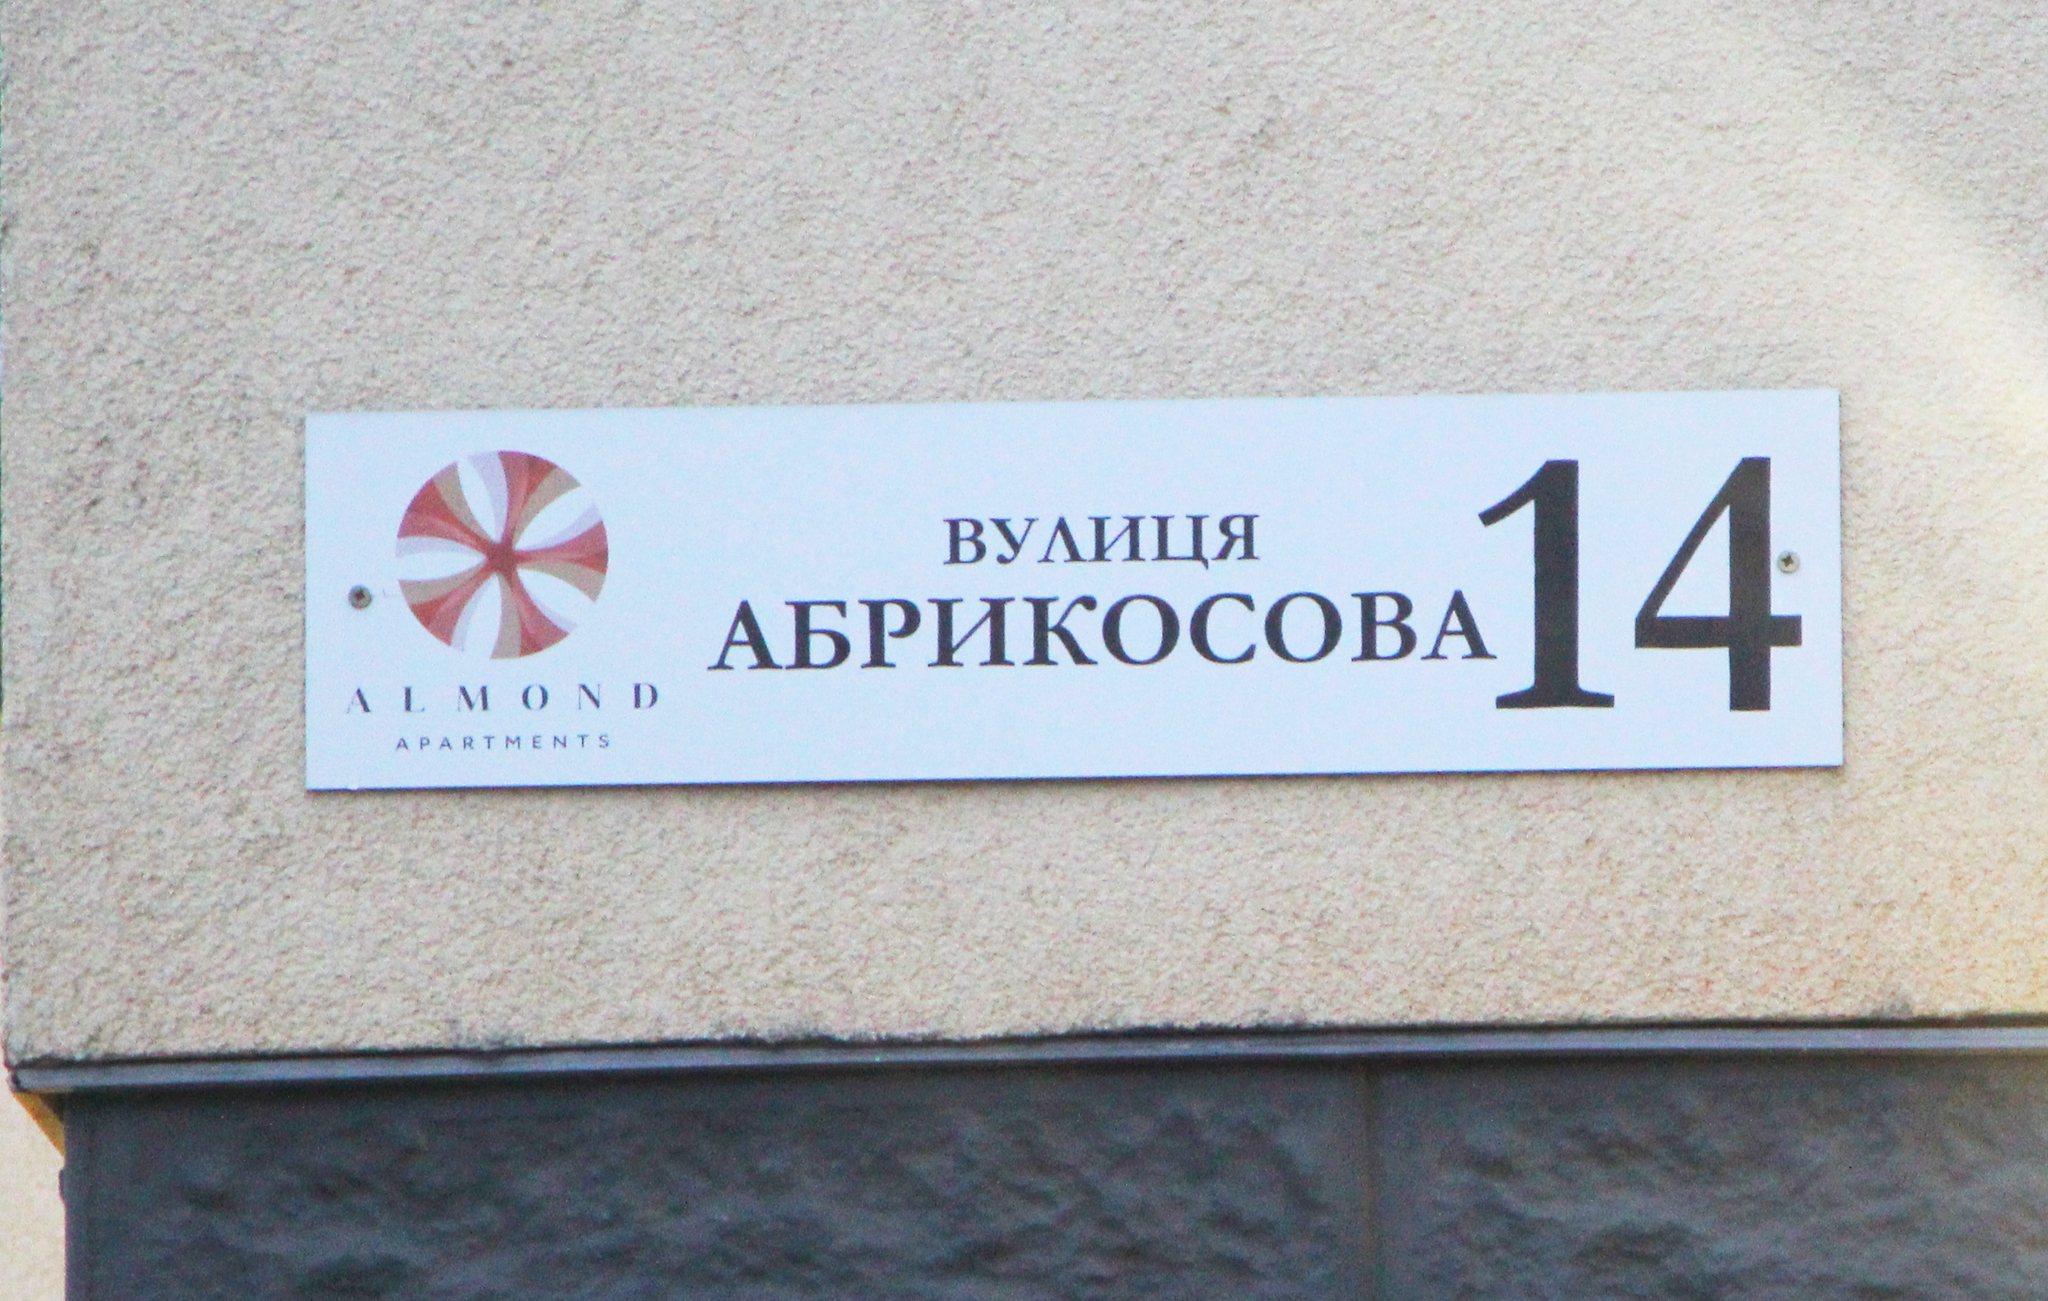 ALMOND
APARTMENTS
ВУЛИЦЯ
АБРИКОСОВА
14